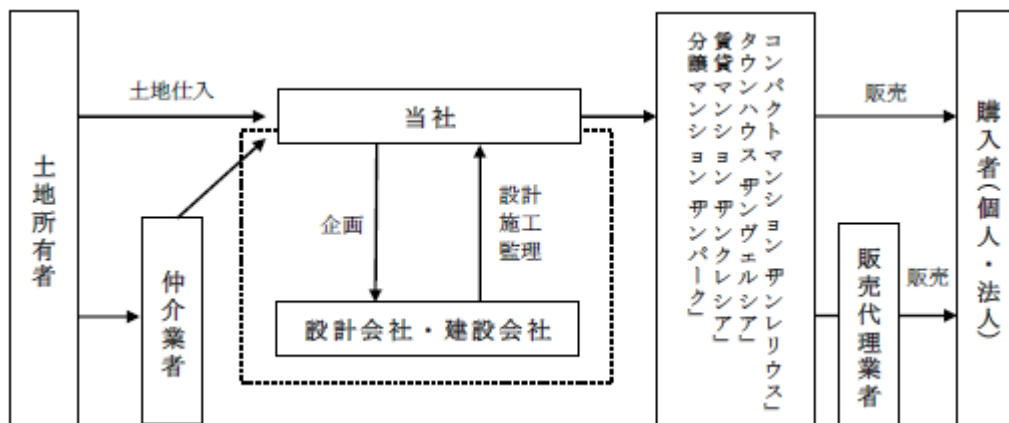 土地所有者
土地仕入
仲介業者
当社
企画
設計
施工
監理
設計会社・建設会社
コンパクトマンション「ザンレリウス」
タウンハウス「ザンヴェルシア」
賃貸マンション「ザンクレシア」
分譲マンション「ザンパーク」
販売
販売代理業者
販売
購入者(個人・法人)